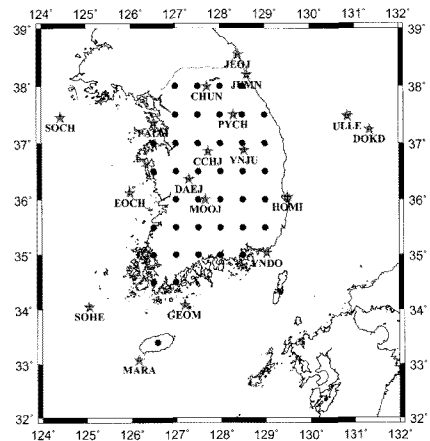 124° 125° 126° 127° 128° 129° 130° 131° 132°
39° 39°
JEOJ
JUMN
38° 38°
CHUN
SOCH
PYCH
ULLE
DOKD
37° 37°
CCHJ
YNJU
DAEJ
EOCH
MOOJ
HOMI
36° 36°
35° 35°
YNDO
34° 34°
SOHE
GEOM
33° 33°
MARA
32° 32°
124° 125° 126° 127° 128° 129° 130° 131° 132°